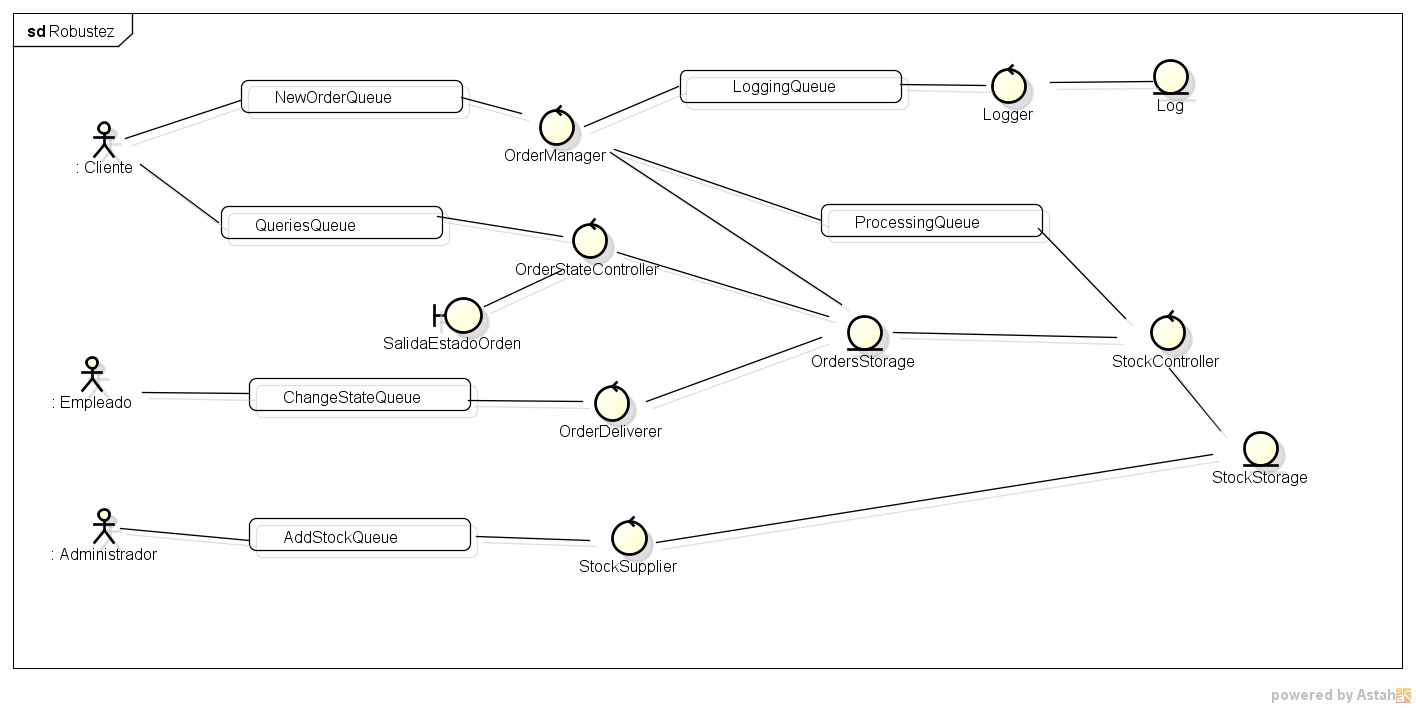 sd Robustez
NewOrderQueue
LoggingQueue
Logger
Log
: Cliente
OrderManager
QueriesQueue
ProcessingQueue
OrderStateController
SalidaEstadoOrden
OrdersStorage
StockController
: Empleado
ChangeStateQueue
OrderDeliverer
StockStorage
: Administrador
AddStockQueue
StockSupplier
powered by Astah